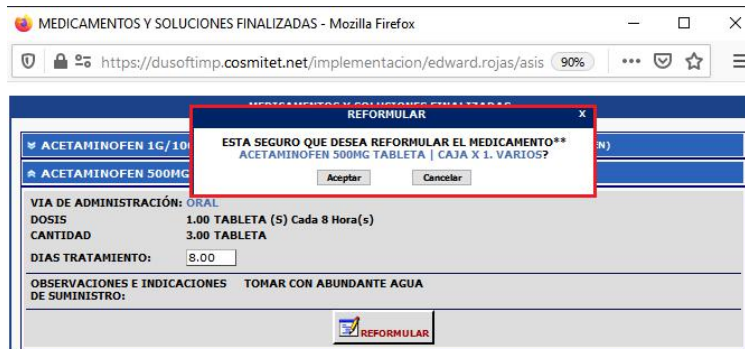 MEDICAMENTOS Y SOLUCIONES FINALIZADAS - Mozilla Firefox
https://dusoftimp.cosmitet.net/implementacion/edward.rojas/asis 90%
MEDICAMENTOS Y SOLUCIONES FINALIZADAS
REFORMULAR X
ACETAMINOFEN 1G/10
ESTA SEGURO QUE DESEA REFORMULAR EL MEDICAMENTO**
ACETAMINOFEN 500MG TABLETA | CAJA X 1. VARIOS?
ACETAMINOFEN 500MG
Aceptar Cancelar
VIA DE ADMINISTRACIÓN: ORAL
DOSIS 1.00 TABLETA (S) Cada 8 Hora(s)
CANTIDAD 3.00 TABLETA
DIAS TRATAMIENTO: 8.00
OBSERVACIONES E INDICACIONES TOMAR CON ABUNDANTE AGUA
DE SUMINISTRO:
REFORMULAR